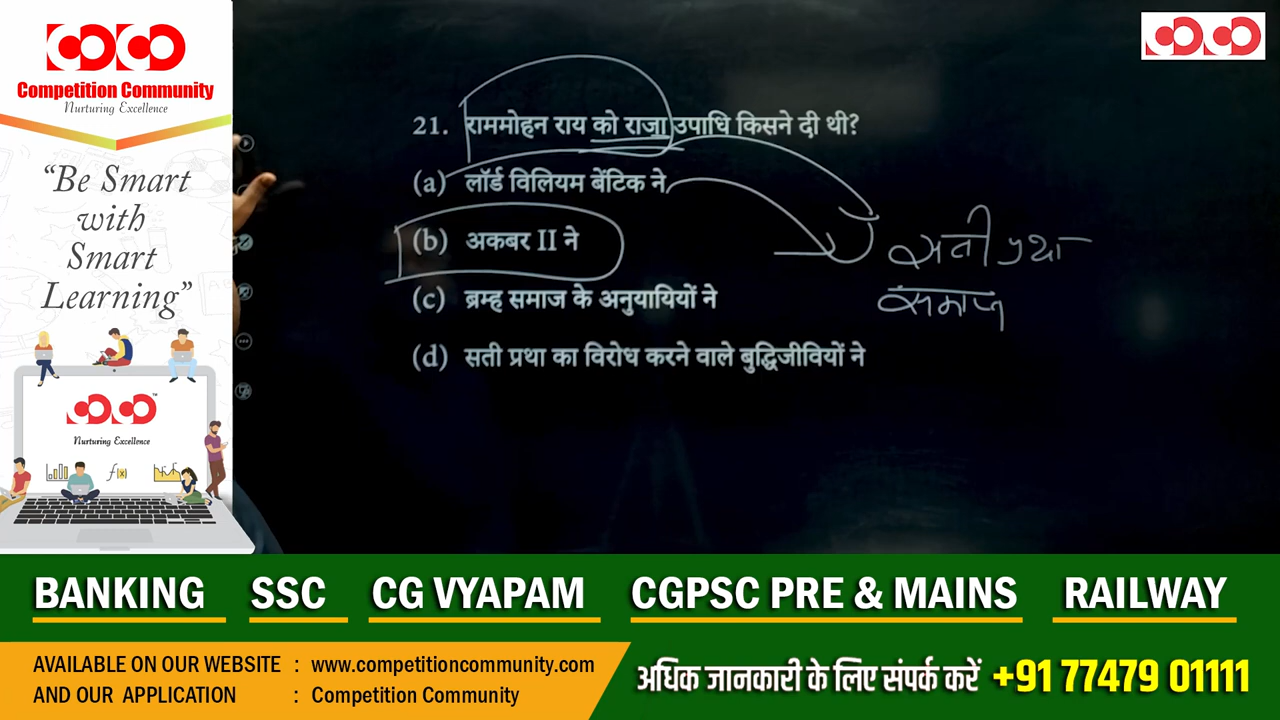 Competition Community
Nurturing Excellence
“Be Smart
with
Smart
Learning”
Nurturing Excellence
f(x)
21. राममोहन राय को राजा उपाधि किसने दी थी?
(a) लॉर्ड विलियम बेंटिक ने
(b) अकबर II ने
(c) ब्रम्ह समाज के अनुयायियों ने
(d) सती प्रथा का विरोध करने वाले बुद्धिजीवियों ने
सती प्रथा
समाज
BANKING SSC CG VYAPAM CGPSC PRE & MAINS RAILWAY
AVAILABLE ON OUR WEBSITE : www.competitioncommunity.com
AND OUR APPLICATION : Competition Community
अधिक जानकारी के लिए संपर्क करें +91 77479 01111